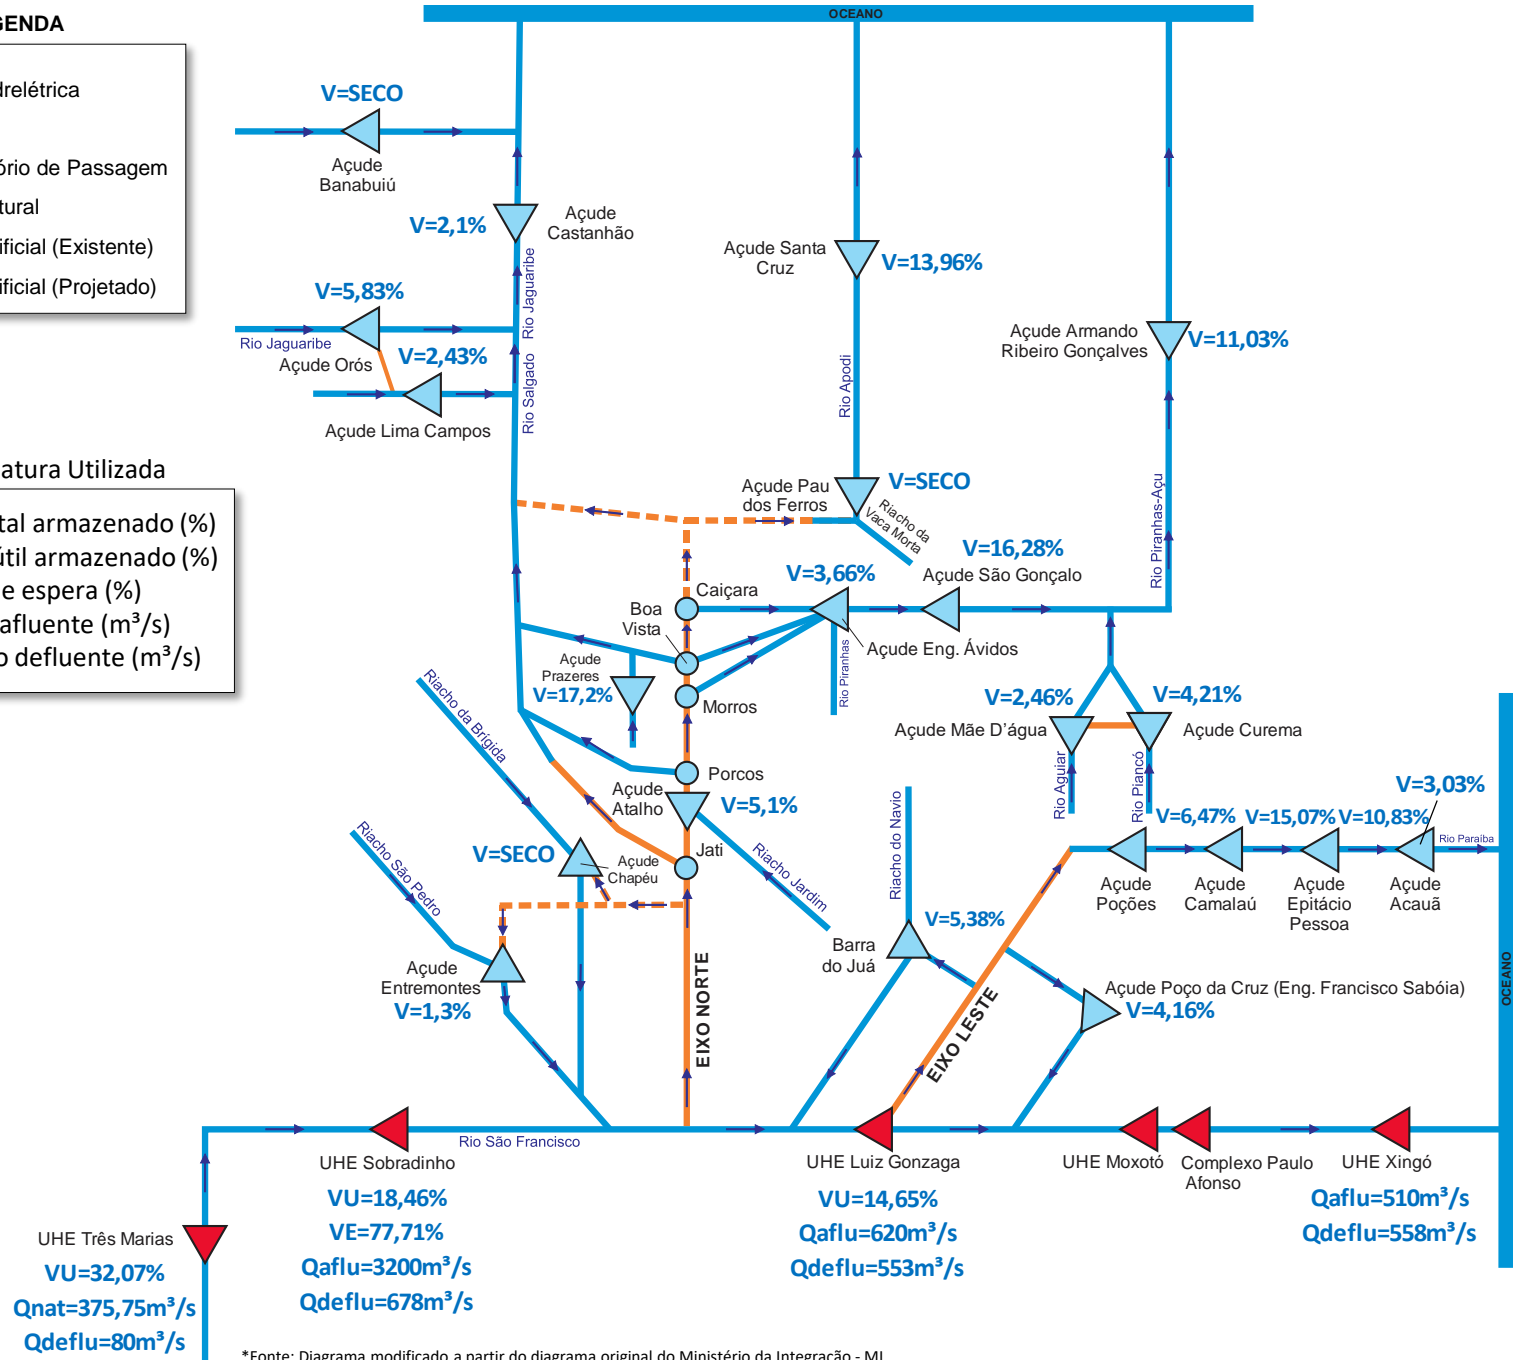 OCEANO
GENDA
drelétrica
ório de Passagem
tural
ificial (Existente)
ificial (Projetado)
V=SECO
Açude
Banabuiú
V=2,1%
Açude
Castanhão
Rio Jaguaribe
V=5,83%
Rio Jaguaribe
Açude Orós
V=2,43%
Açude Lima Campos
Rio Salgado
Açude Santa
Cruz
V=13,96%
Rio Apodi
Açude Armando
Ribeiro Gonçalves
V=11,03%
Rio Piranhas-Açu
atura Utilizada
tal armazenado (%)
útil armazenado (%)
e espera (%)
afluente (m³/s)
o defluente (m³/s)
Açude Pau
dos Ferros
V=SECO
Riacho da
Vaca Morta
V=16,28%
Açude São Gonçalo
V=3,66%
Caiçara
Boa
Vista
Açude Eng. Ávidos
Rio Piranhas
Açude
Prazeres
V=17,2%
Morros
Riacho da Brígida
V=2,46%
V=4,21%
Açude Mãe D’água
Açude Curema
Rio Aguiar
Rio Piancó
Porcos
Açude
Atalho
V=5,1%
V=3,03%
V=6,47%
V=15,07%
V=10,83%
Rio Paraíba
Riacho São Pedro
V=SECO
Açude
Chapéu
Jati
Riacho Jardim
Riacho do Navio
Açude
Poções
Açude
Camalaú
Açude
Epitácio
Pessoa
Açude
Acauã
V=5,38%
Barra
do Juá
Açude
Entremontes
V=1,3%
EIXO NORTE
EIXO LESTE
Açude Poço da Cruz (Eng. Francisco Sabóia)
V=4,16%
OCEANO
Rio São Francisco
UHE Sobradinho
VU=18,46%
VE=77,71%
Qaflu=3200m³/s
Qdeflu=678m³/s
UHE Luiz Gonzaga
VU=14,65%
Qaflu=620m³/s
Qdeflu=553m³/s
UHE Moxotó
Complexo Paulo
Afonso
UHE Xingó
Qaflu=510m³/s
Qdeflu=558m³/s
UHE Três Marias
VU=32,07%
Qnat=375,75m³/s
Qdeflu=80m³/s
*Fonte: Diagrama modificado a partir do diagrama original do Ministério da Integração - MI